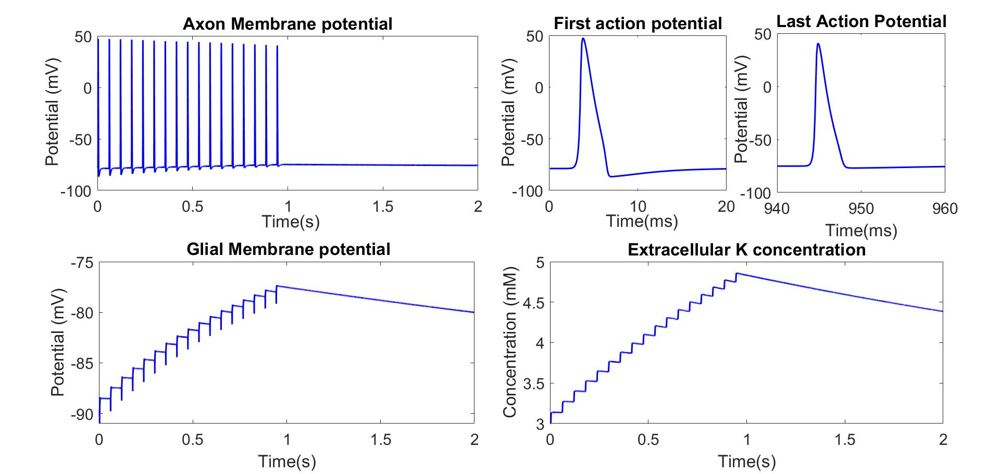 Axon Membrane potential
Potential (mV)
50
0
-50
-100
0 0.5 1 1.5 2
Time(s)
First action potential
Potential (mV)
50
0
-50
-100
0 10 20
Time(ms)
Last Action Potential
Potential (mV)
50
0
-50
-100
940 950 960
Time(ms)
Glial Membrane potential
Potential (mV)
-75
-80
-85
-90
0 0.5 1 1.5 2
Time(s)
Extracellular K concentration
Concentration (mM)
5
4.5
4
3.5
3
0 0.5 1 1.5 2
Time(s)